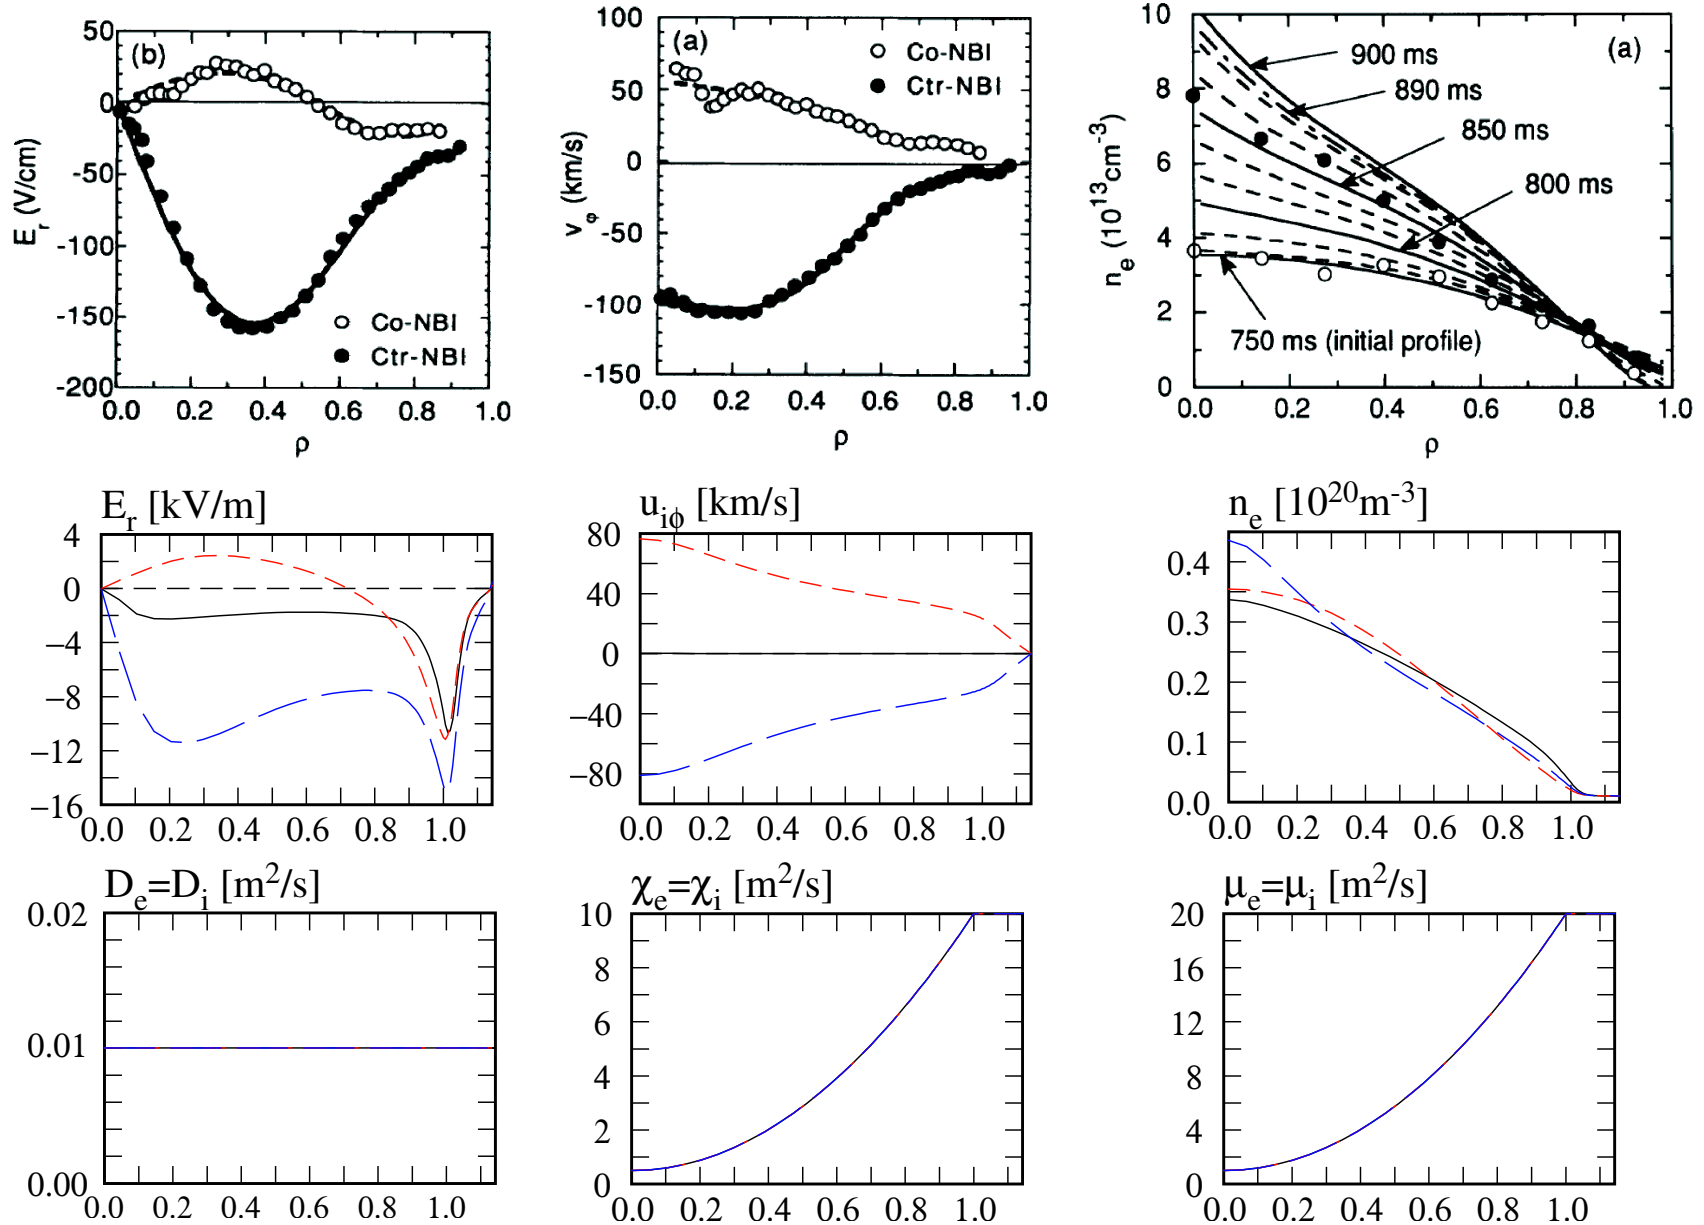 (b)
Co-NBI
Ctr-NBI
E_r (V/cm)
50
0
-50
-100
-150
-200
0.0 0.2 0.4 0.6 0.8 1.0
ρ
(a)
Co-NBI
Ctr-NBI
v_φ (km/s)
100
50
0
-50
-100
-150
0.0 0.2 0.4 0.6 0.8 1.0
ρ
(a)
900 ms
890 ms
850 ms
800 ms
750 ms (initial profile)
n_e (10^13 cm^-3)
10
8
6
4
2
0
0.0 0.2 0.4 0.6 0.8 1.0
ρ
E_r [kV/m]
4
0
−4
−8
−12
−16
0.0 0.2 0.4 0.6 0.8 1.0
u_iϕ [km/s]
80
40
0
−40
−80
0.0 0.2 0.4 0.6 0.8 1.0
n_e [10^20 m^-3]
0.4
0.3
0.2
0.1
0.0
0.0 0.2 0.4 0.6 0.8 1.0
D_e=D_i [m^2/s]
0.02
0.01
0.00
0.0 0.2 0.4 0.6 0.8 1.0
χ_e=χ_i [m^2/s]
10
8
6
4
2
0
0.0 0.2 0.4 0.6 0.8 1.0
μ_e=μ_i [m^2/s]
20
16
12
8
4
0
0.0 0.2 0.4 0.6 0.8 1.0